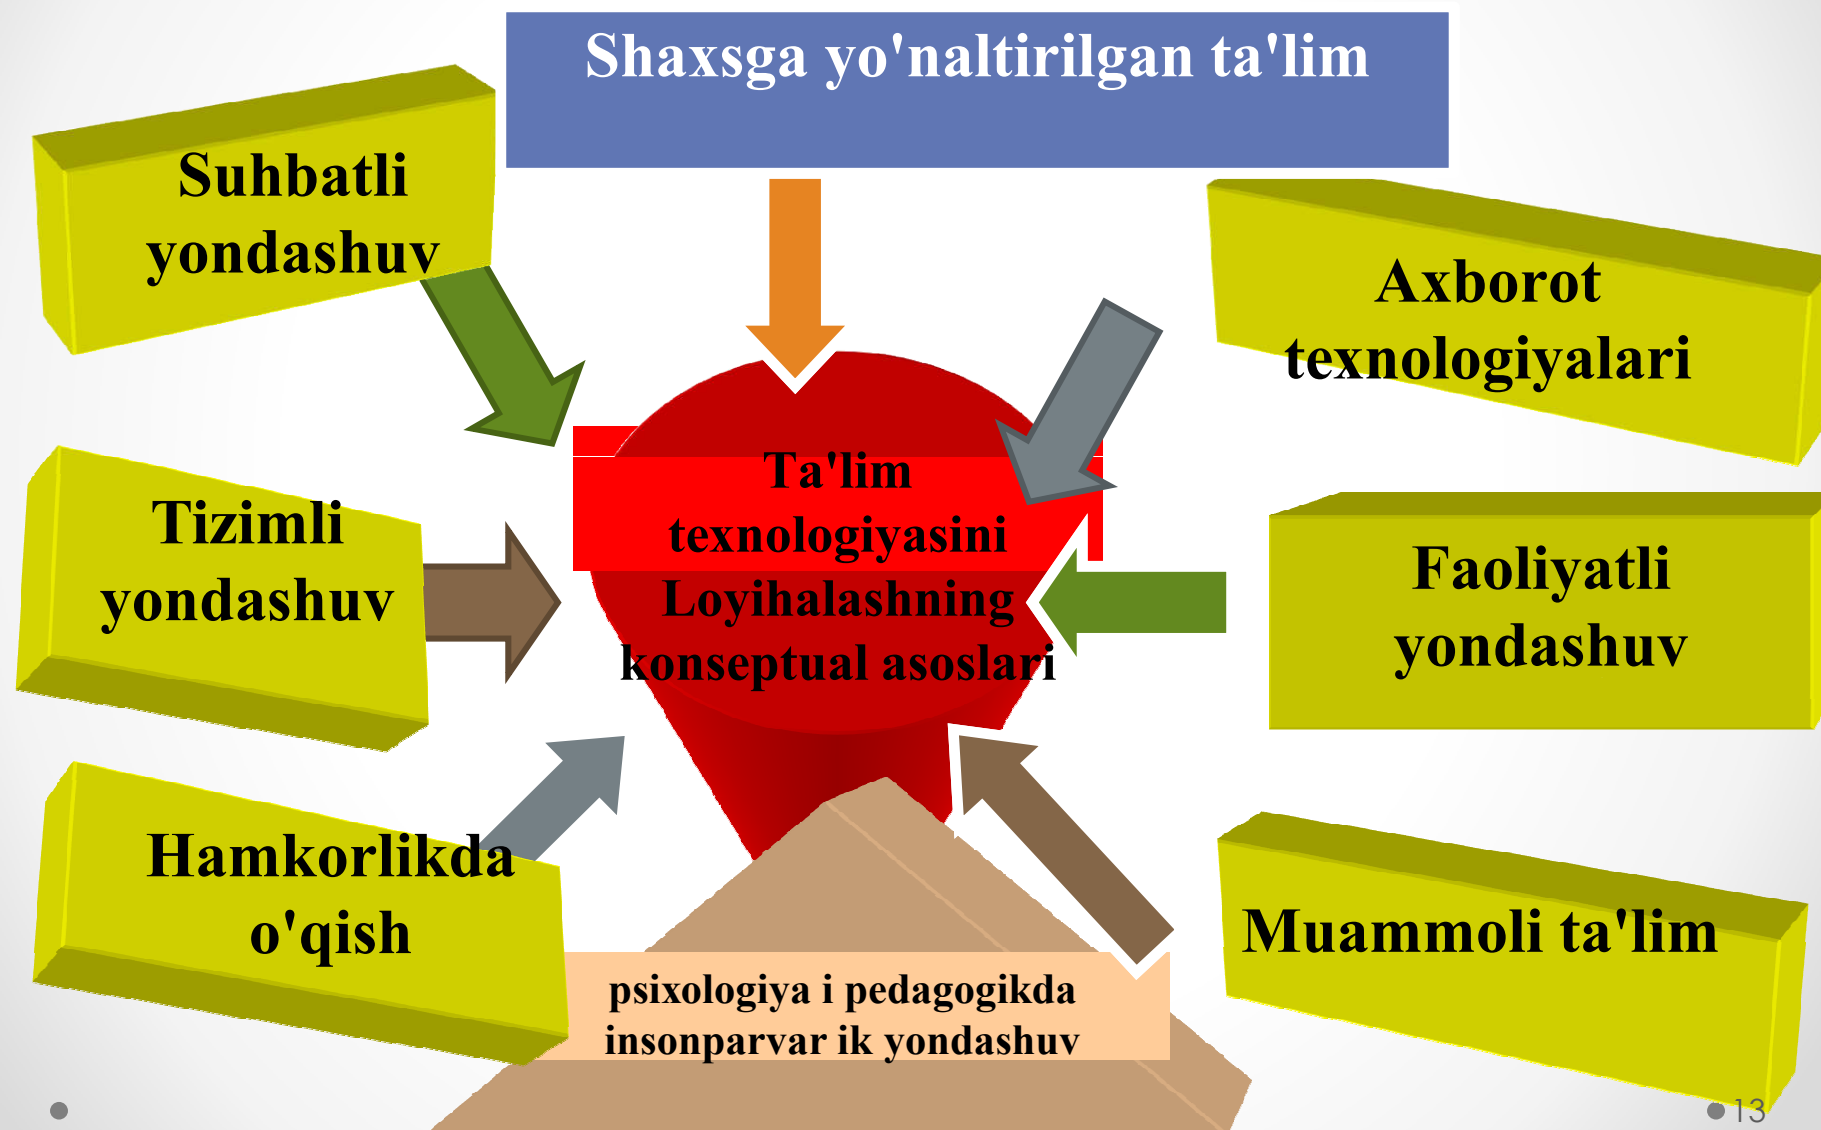 Shaxsga yo'naltirilgan ta'lim
Suhbatli
yondashuv
Axborot
texnologiyalari
Tizimli
yondashuv
Ta'lim
texnologiyasini
Loyihalashning
konseptual asoslari
Faoliyatli
yondashuv
Hamkorlikda
o'qish
Muammoli ta'lim
psixologiya i pedagogikda
insonparvar ik yondashuv
13